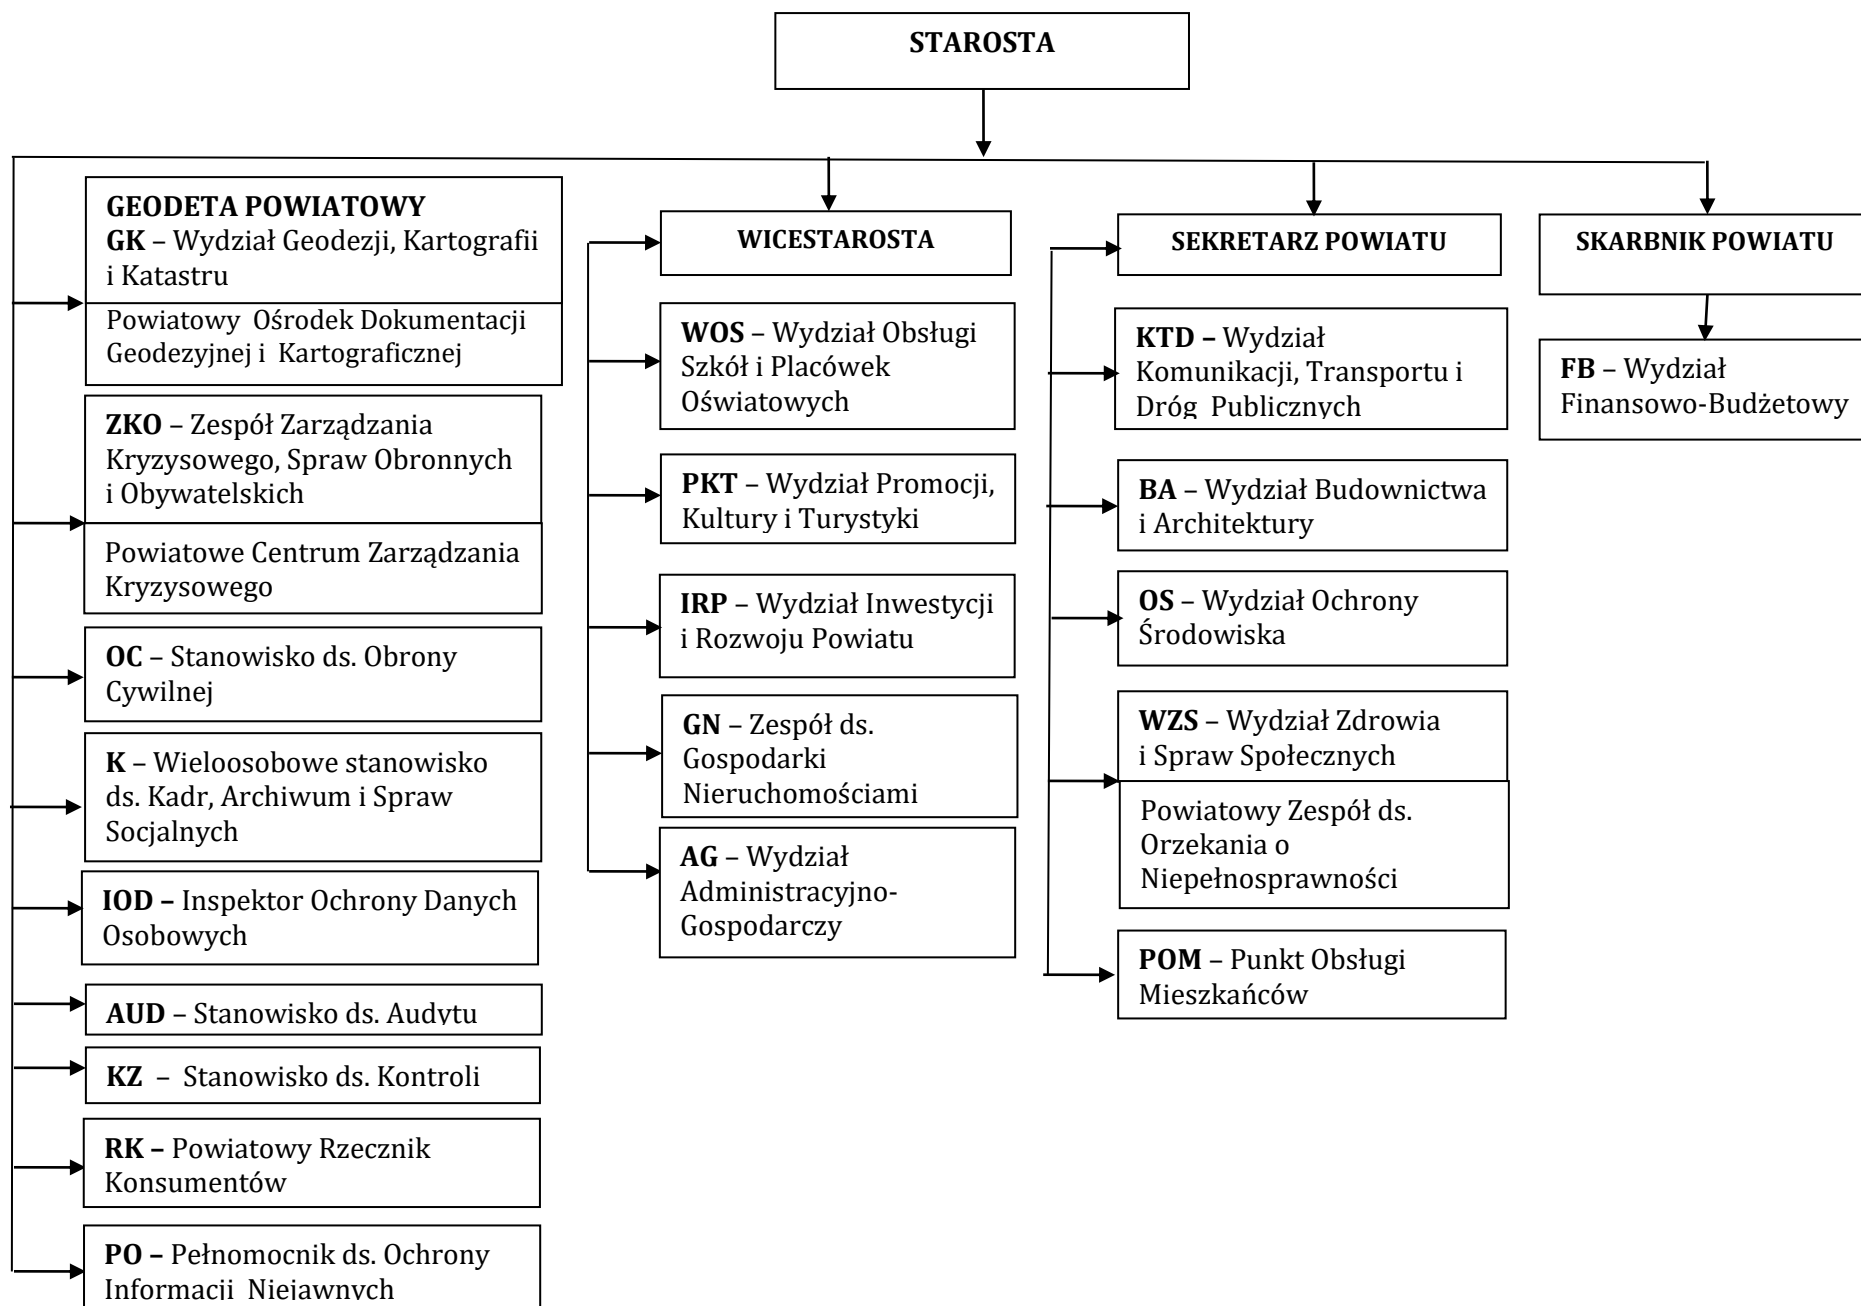 STAROSTA
GEODETA POWIATOWY
GK – Wydział Geodezji, Kartografii
i Katastru
Powiatowy Ośrodek Dokumentacji
Geodezyjnej i Kartograficznej
ZKO – Zespół Zarządzania
Kryzysowego, Spraw Obronnych
i Obywatelskich
Powiatowe Centrum Zarządzania
Kryzysowego
OC – Stanowisko ds. Obrony
Cywilnej
K – Wieloosobowe stanowisko
ds. Kadr, Archiwum i Spraw
Socjalnych
IOD – Inspektor Ochrony Danych
Osobowych
AUD – Stanowisko ds. Audytu
KZ – Stanowisko ds. Kontroli
RK – Powiatowy Rzecznik
Konsumentów
PO – Pełnomocnik ds. Ochrony
Informacji Niejawnych
WICESTAROSTA
WOS – Wydział Obsługi
Szkół i Placówek
Oświatowych
PKT – Wydział Promocji,
Kultury i Turystyki
IRP – Wydział Inwestycji
i Rozwoju Powiatu
GN – Zespół ds.
Gospodarki
Nieruchomościami
AG – Wydział
Administracyjno-
Gospodarczy
SEKRETARZ POWIATU
KTD – Wydział
Komunikacji, Transportu i
Dróg Publicznych
BA – Wydział Budownictwa
i Architektury
OS – Wydział Ochrony
Środowiska
WZS – Wydział Zdrowia
i Spraw Społecznych
Powiatowy Zespół ds.
Orzekania o
Niepełnosprawności
POM – Punkt Obsługi
Mieszkańców
SKARBNIK POWIATU
FB – Wydział
Finansowo-Budżetowy